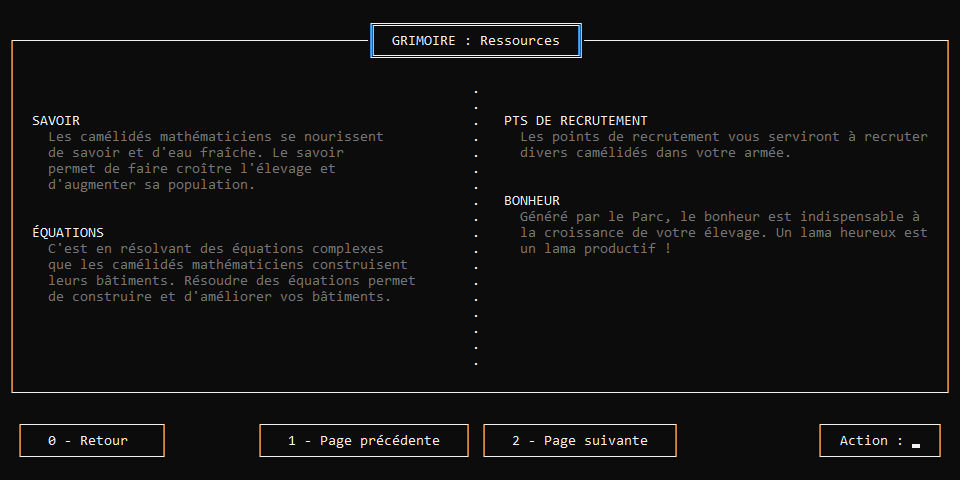 GRIMOIRE : Ressources
SAVOIR
Les camélidés mathématiciens se nourissent
de savoir et d'eau fraîche. Le savoir
permet de faire croître l'élevage et
d'augmenter sa population.
ÉQUATIONS
C'est en résolvant des équations complexes
que les camélidés mathématiciens construisent
leurs bâtiments. Résoudre des équations permet
de construire et d'améliorer vos bâtiments.
PTS DE RECRUTEMENT
Les points de recrutement vous serviront à recruter
divers camélidés dans votre armée.
BONHEUR
Généré par le Parc, le bonheur est indispensable à
la croissance de votre élevage. Un lama heureux est
un lama productif !
0 - Retour
1 - Page précédente
2 - Page suivante
Action : _